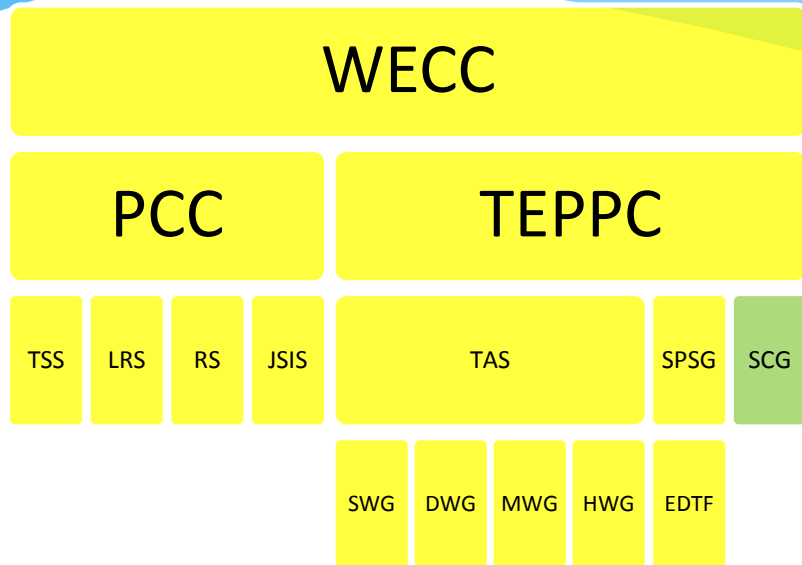 WECC
PCC TEPPC
TSS LRS RS JSIS TAS SPSG SCG
SWG DWG MWG HWG EDTF